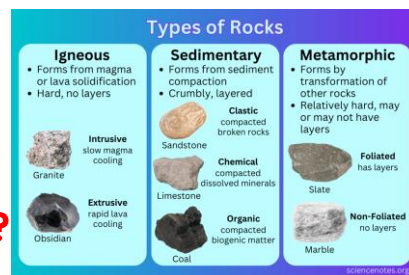 Types of Rocks
Igneous
• Forms from magma
or lava solidification
• Hard, no layers
Intrusive
slow magma
cooling
Granite
Extrusive
rapid lava
cooling
Obsidian
Sedimentary
• Forms from sediment
compaction
• Crumbly, layered
Clastic
compacted
broken rocks
Sandstone
Chemical
compacted
dissolved minerals
Limestone
Organic
compacted
biogenic matter
Coal
Metamorphic
• Forms by
transformation of
other rocks
• Relatively hard, may
or may not have
layers
Foliated
has layers
Slate
Non-Foliated
no layers
Marble
?
sciencenotes.org